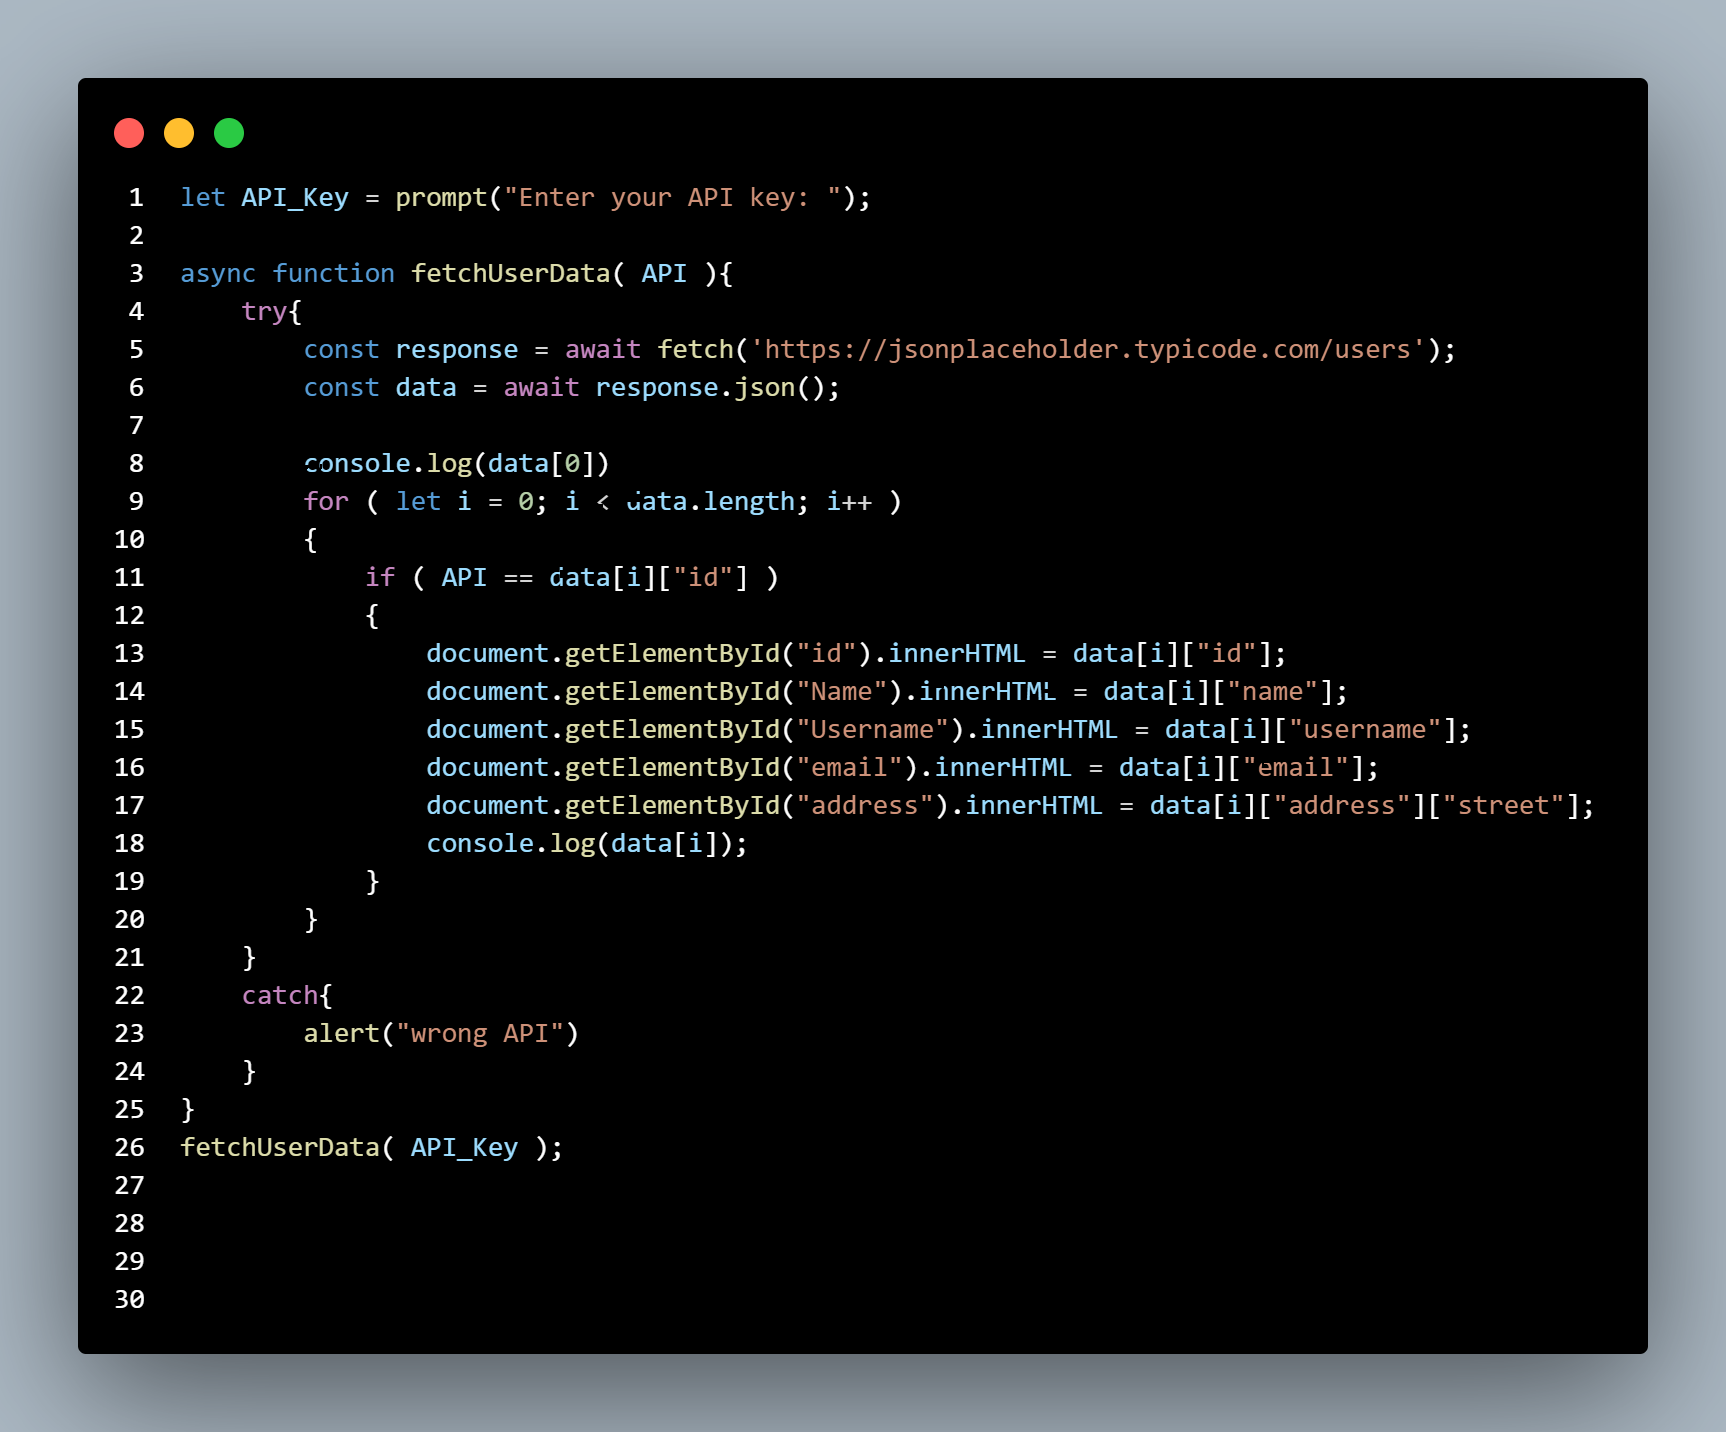 1 let API_Key = prompt("Enter your API key: ");
2
3 async function fetchUserData( API ){
4     try{
5         const response = await fetch('https://jsonplaceholder.typicode.com/users');
6         const data = await response.json();
7
8         console.log(data[0])
9         for ( let i = 0; i < data.length; i++ )
10         {
11             if ( API == data[i]["id"] )
12             {
13                 document.getElementById("id").innerHTML = data[i]["id"];
14                 document.getElementById("Name").innerHTML = data[i]["name"];
15                 document.getElementById("Username").innerHTML = data[i]["username"];
16                 document.getElementById("email").innerHTML = data[i]["email"];
17                 document.getElementById("address").innerHTML = data[i]["address"]["street"];
18                 console.log(data[i]);
19             }
20         }
21     }
22     catch{
23         alert("wrong API")
24     }
25 }
26 fetchUserData( API_Key );
27
28
29
30